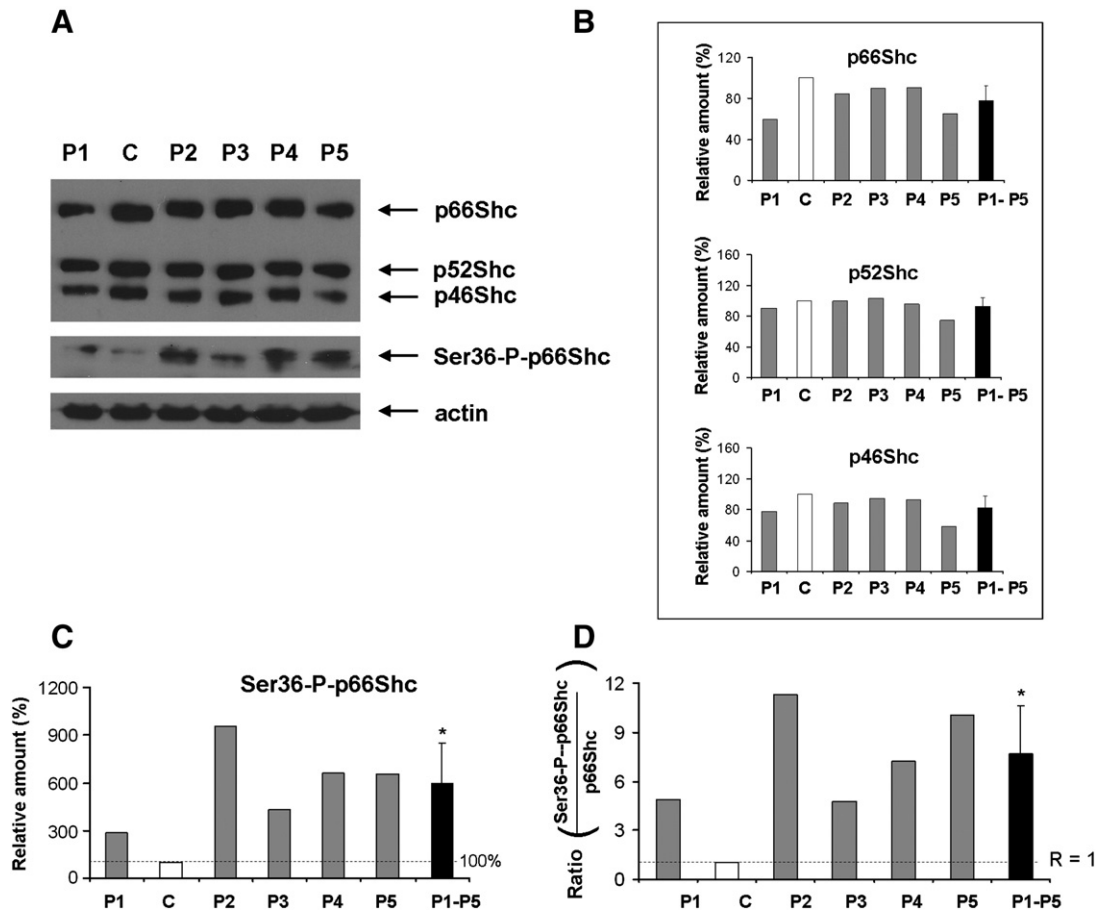 A
P1 C P2 P3 P4 P5
p66Shc
p52Shc
p46Shc
Ser36-P-p66Shc
actin
B
p66Shc
Relative amount (%)
120
80
40
0
P1 C P2 P3 P4 P5 P1- P5
p52Shc
Relative amount (%)
160
120
80
40
0
P1 C P2 P3 P4 P5 P1- P5
p46Shc
Relative amount (%)
160
120
80
40
0
P1 C P2 P3 P4 P5 P1- P5
C
Ser36-P-p66Shc
Relative amount (%)
1200
900
600
300
0
*
100%
P1 C P2 P3 P4 P5 P1-P5
D
Ratio (Ser36-P--p66Shc
p66Shc)
12
9
6
3
0
*
R = 1
P1 C P2 P3 P4 P5 P1-P5